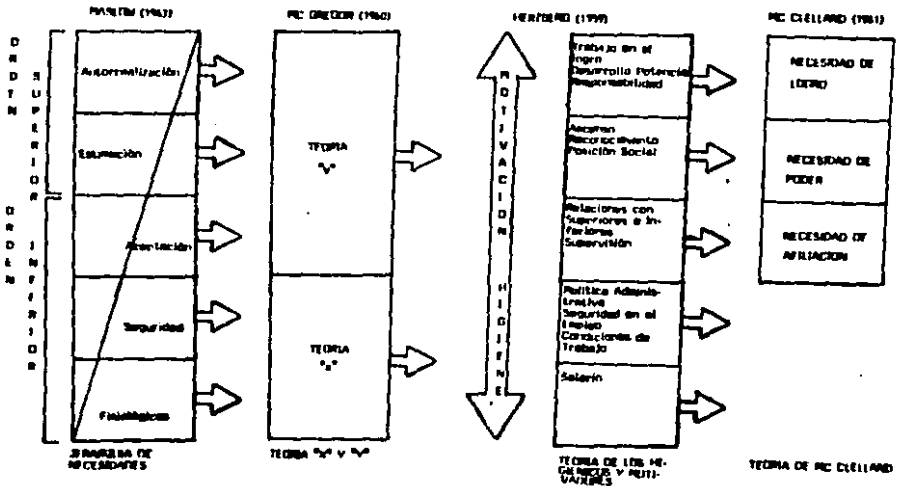 MASLOW (1943)
MC GREGOR (1960)
HERZBERG (1959)
MC CLELLAND (1961)
ORDEN SUPERIOR
ORDEN INFERIOR
Autorrealización
Estimación
Aceptación
Seguridad
Fisiológicas
JERARQUIA DE
NECESIDADES
TEORIA
"Y"
TEORIA
"X"
TEORIA "X" Y "Y"
MOTIVACION
HIGIENE
Trabajo en sí
Logro
Desarrollo Potencial
Responsabilidad
Ascenso
Reconocimiento
Posición Social
Relaciones con
Superiores e In-
feriores
Supervisión
Política Adminis-
trativa
Seguridad en el
Empleo
Condiciones de
Trabajo
Salario
TEORIA DE LOS HI-
GIENICOS Y MOTI-
VADORES
NECESIDAD DE
LOGRO
NECESIDAD DE
PODER
NECESIDAD DE
AFILIACION
TEORIA DE MC CLELLAND